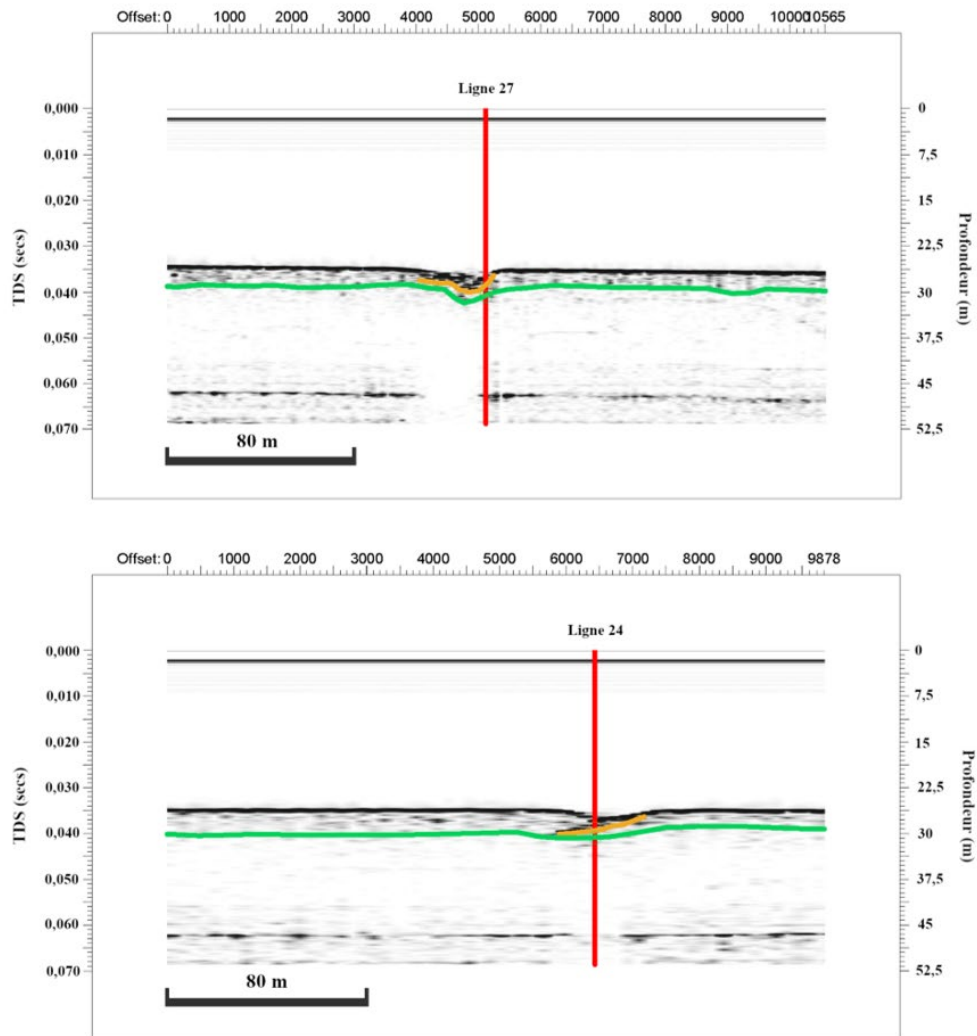 Offset: 0 1000 2000 3000 4000 5000 6000 7000 8000 9000 1000010565
Ligne 27
0,000 0
0,010 7,5
0,020 15
0,030 22,5
0,040 30
0,050 37,5
0,060 45
0,070 52,5
TDS (secs)
Profondeur (m)
80 m
Offset: 0 1000 2000 3000 4000 5000 6000 7000 8000 9000 9878
Ligne 24
0,000 0
0,010 7,5
0,020 15
0,030 22,5
0,040 30
0,050 37,5
0,060 45
0,070 52,5
TDS (secs)
Profondeur (m)
80 m